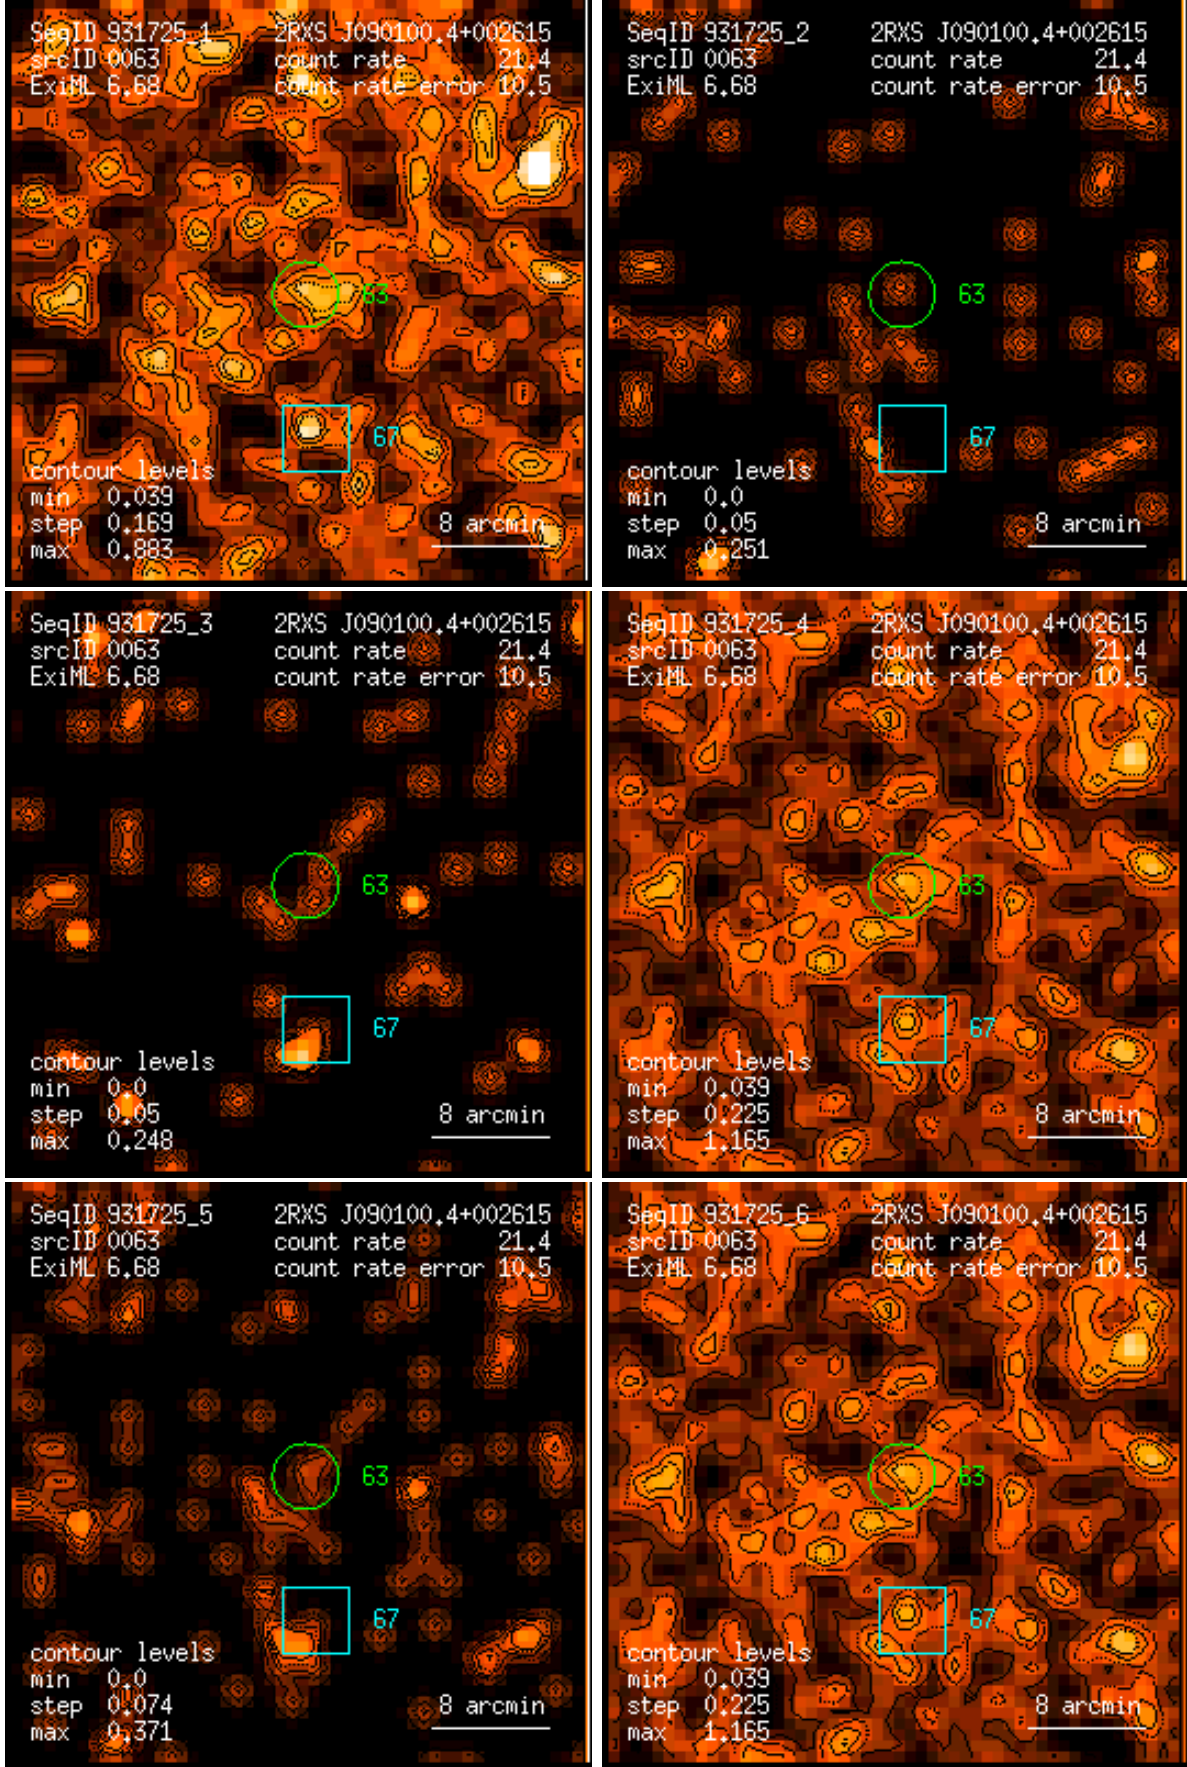 SeqID 931725_1 2RXS J090100.4+002615
srcID 0063 count rate 21.4
ExiML 6.68 count rate error 10.5
63
67
contour levels
min 0.039
step 0.169
max 0.883
8 arcmin
SeqID 931725_2 2RXS J090100.4+002615
srcID 0063 count rate 21.4
ExiML 6.68 count rate error 10.5
63
67
contour levels
min 0.0
step 0.05
max 0.251
8 arcmin
SeqID 931725_3 2RXS J090100.4+002615
srcID 0063 count rate 21.4
ExiML 6.68 count rate error 10.5
63
67
contour levels
min 0.0
step 0.05
max 0.248
8 arcmin
SeqID 931725_4 2RXS J090100.4+002615
srcID 0063 count rate 21.4
ExiML 6.68 count rate error 10.5
63
67
contour levels
min 0.039
step 0.225
max 1.165
8 arcmin
SeqID 931725_5 2RXS J090100.4+002615
srcID 0063 count rate 21.4
ExiML 6.68 count rate error 10.5
63
67
contour levels
min 0.0
step 0.074
max 0.371
8 arcmin
SeqID 931725_6 2RXS J090100.4+002615
srcID 0063 count rate 21.4
ExiML 6.68 count rate error 10.5
63
67
contour levels
min 0.039
step 0.225
max 1.165
8 arcmin